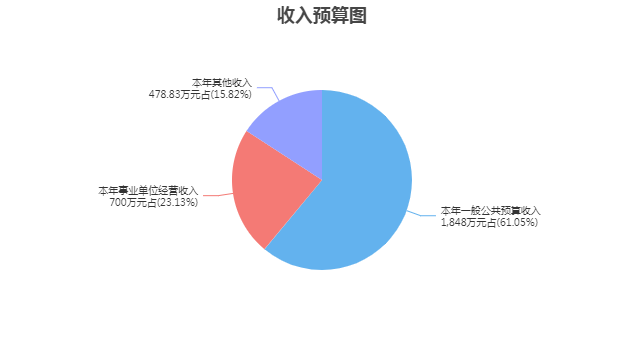 收入预算图
本年其他收入
478.83万元占(15.82%)
本年事业单位经营收入
700万元占(23.13%)
本年一般公共预算收入
1,848万元占(61.05%)